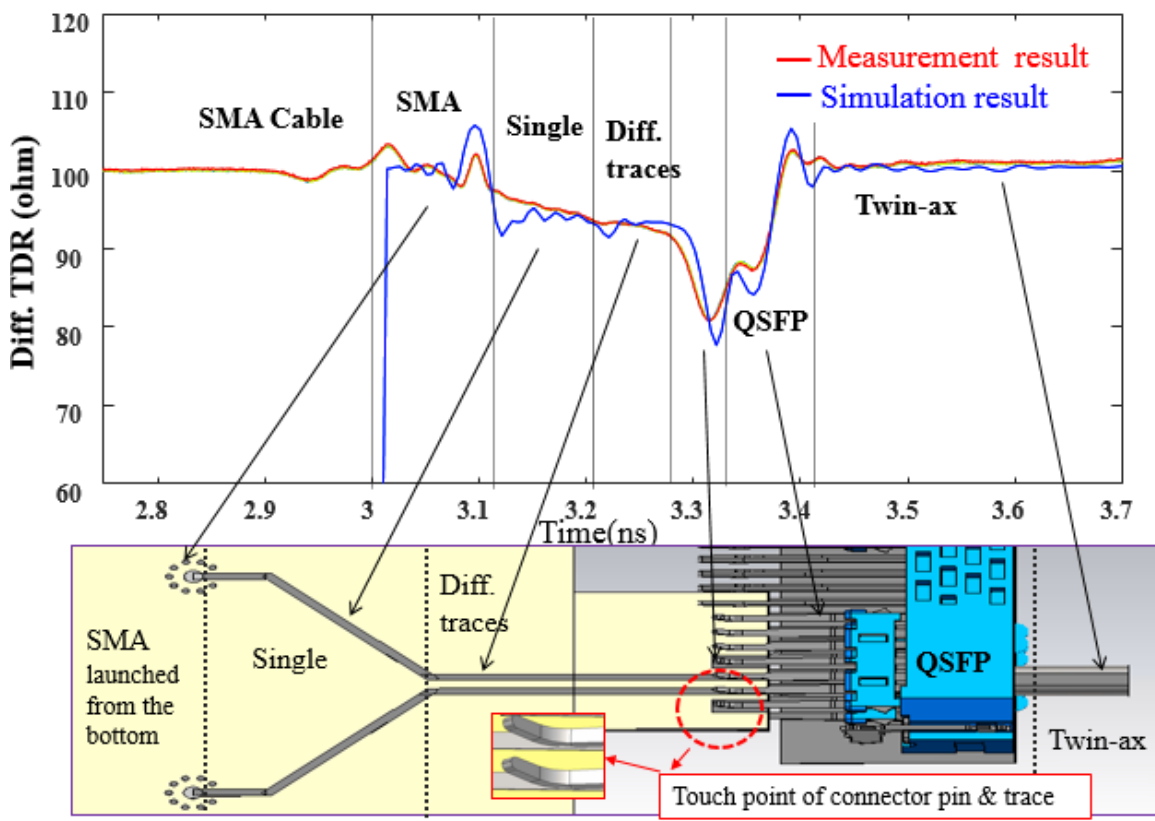 120
110
100
90
80
70
60
Diff. TDR (ohm)
Measurement result
Simulation result
SMA Cable
SMA
Single
Diff.
traces
QSFP
Twin-ax
2.8
2.9
3
3.1
3.2
3.3
3.4
3.5
3.6
3.7
Time(ns)
SMA
launched
from the
bottom
Single
Diff.
traces
QSFP
Twin-ax
Touch point of connector pin & trace